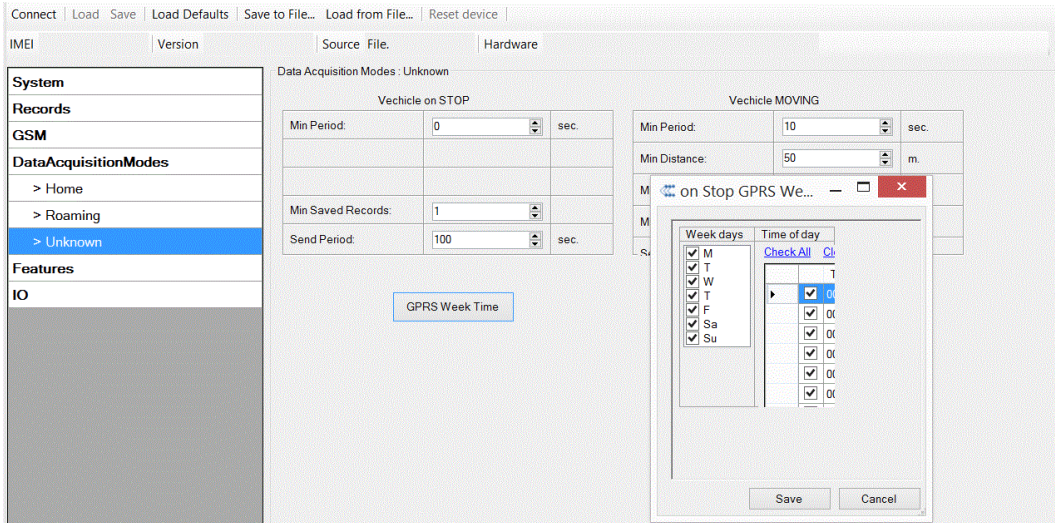 Connect Load Save Load Defaults Save to File... Load from File... Reset device
IMEI Version Source File. Hardware
System
Records
GSM
DataAcquisitionModes
> Home
> Roaming
> Unknown
Features
IO
Data Acquisition Modes : Unknown
Vechicle on STOP
Min Period: 0 sec.
Min Saved Records: 1
Send Period: 100 sec.
GPRS Week Time
Vechicle MOVING
Min Period: 10 sec.
Min Distance: 50 m.
on Stop GPRS We...
Week days Time of day
M
T
W
T
F
Sa
Su
Check All
Save Cancel